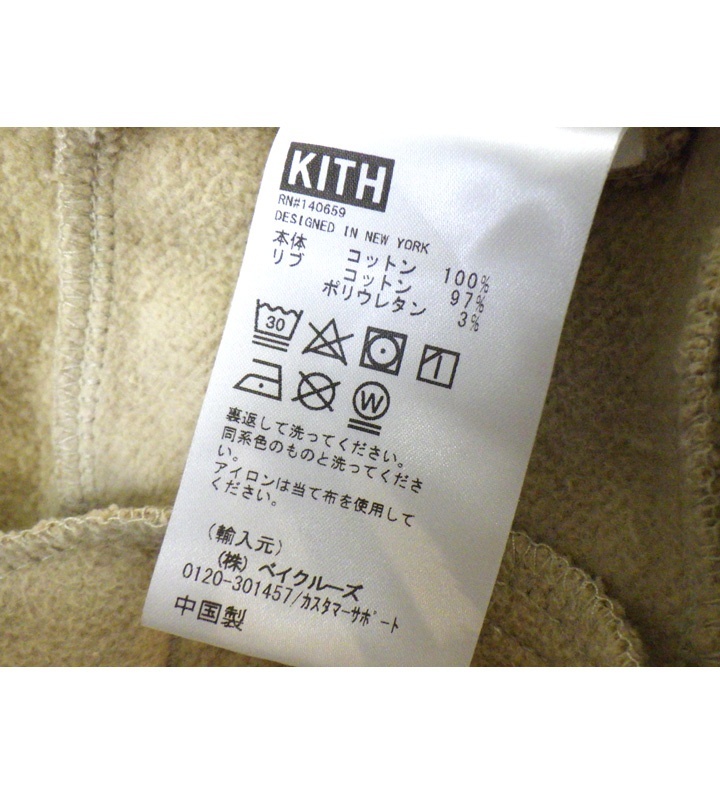 KITH
RN#140659
DESIGNED IN NEW YORK
本体 コットン 100%
リブ コットン 97%
ポリウレタン 3%
30
1
W
裏返して洗ってください。
同系色のものと洗ってくださ
い。
アイロンは当て布を使用して
ください。
(輸入元)
(株) ベイクルーズ
0120-301457/カスタマーサポート
中国製